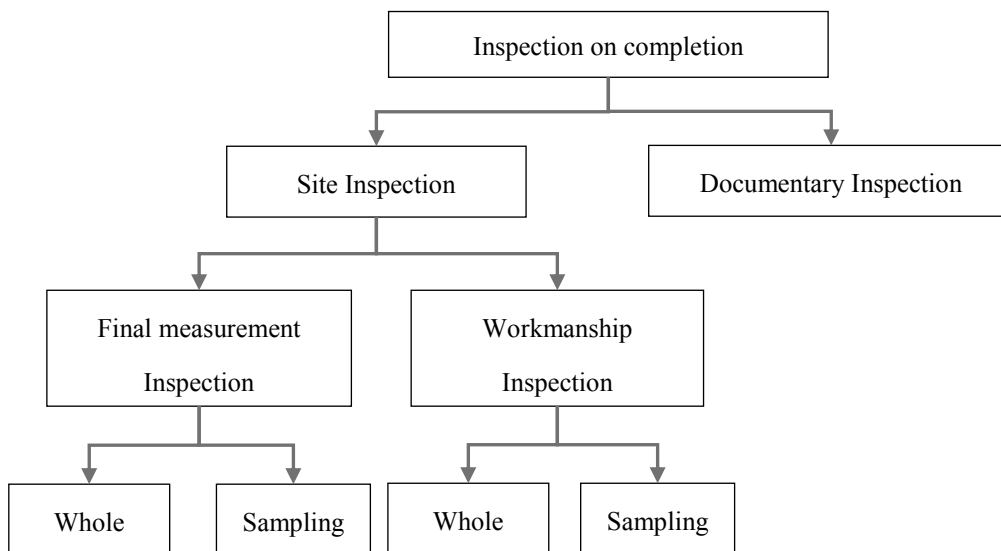 Inspection on completion
Site Inspection
Documentary Inspection
Final measurement
Inspection
Workmanship
Inspection
Whole
Sampling
Whole
Sampling